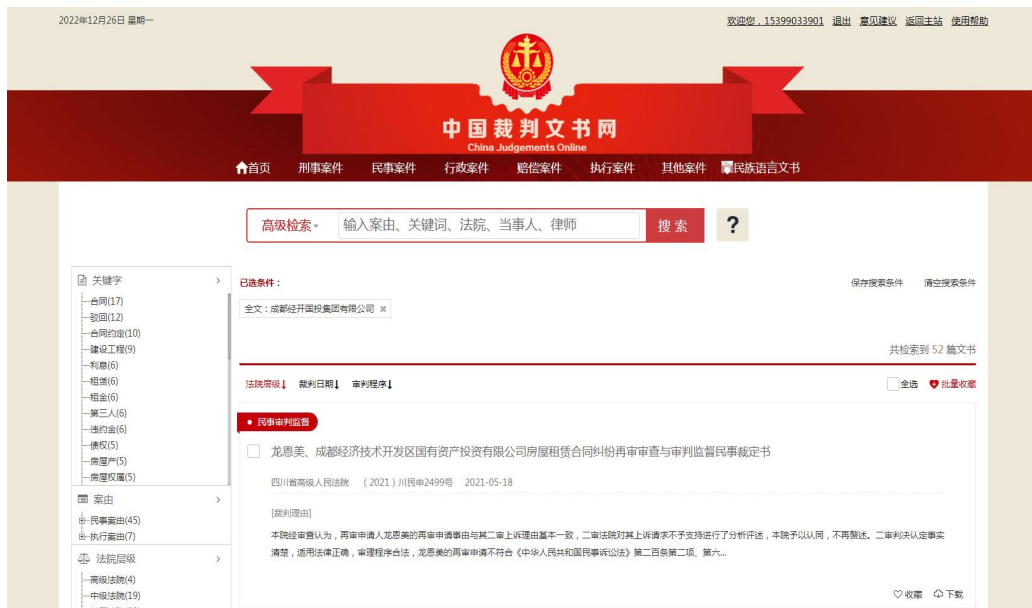 2022年12月26日 星期一
欢迎您，15399033901 退出 意见建议 返回主站 使用帮助
中国裁判文书网
China Judgements Online
首页 刑事案件 民事案件 行政案件 赔偿案件 执行案件 其他案件 民族语言文书
高级检索 输入案由、关键词、法院、当事人、律师 搜索 ?
关键字
合同(17)
驳回(12)
合同约定(10)
建设工程(9)
利息(6)
租赁(6)
租金(6)
第三人(6)
违约金(6)
债权(5)
房屋产(5)
房屋权属(5)
案由
民事案由(45)
执行案由(7)
法院层级
高级法院(4)
中级法院(19)
已选条件：
保存搜索条件 清空搜索条件
全文：成都经开国投集团有限公司 ×
共检索到 52 篇文书
法院层级↓ 裁判日期↓ 审判程序↓
全选 批量收藏
民事审判监督
龙恩美、成都经济技术开发区国有资产投资有限公司房屋租赁合同纠纷再审审查与审判监督民事裁定书
四川省高级人民法院 （2021）川民申2499号 2021-05-18
[裁判理由]
本院经审查认为，再审申请人龙恩美的再审申请事由与其二审上诉理由基本一致，二审法院对其上诉请求不予支持进行了分析评述，本院予以认同，不再赘述。二审判决认定事实
清楚，适用法律正确，审理程序合法，龙恩美的再审申请不符合《中华人民共和国民事诉讼法》第二百条第二项、第六...
收藏 下载